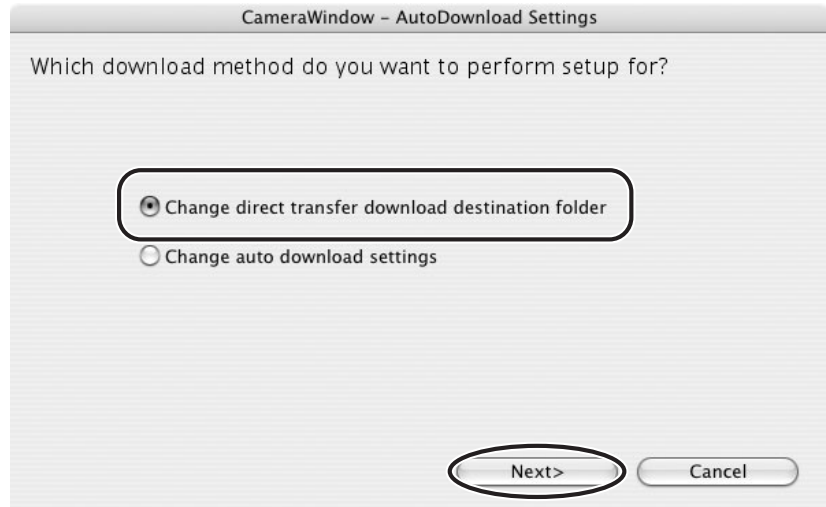 CameraWindow – AutoDownload Settings
Which download method do you want to perform setup for?
Change direct transfer download destination folder
Change auto download settings
Next> Cancel